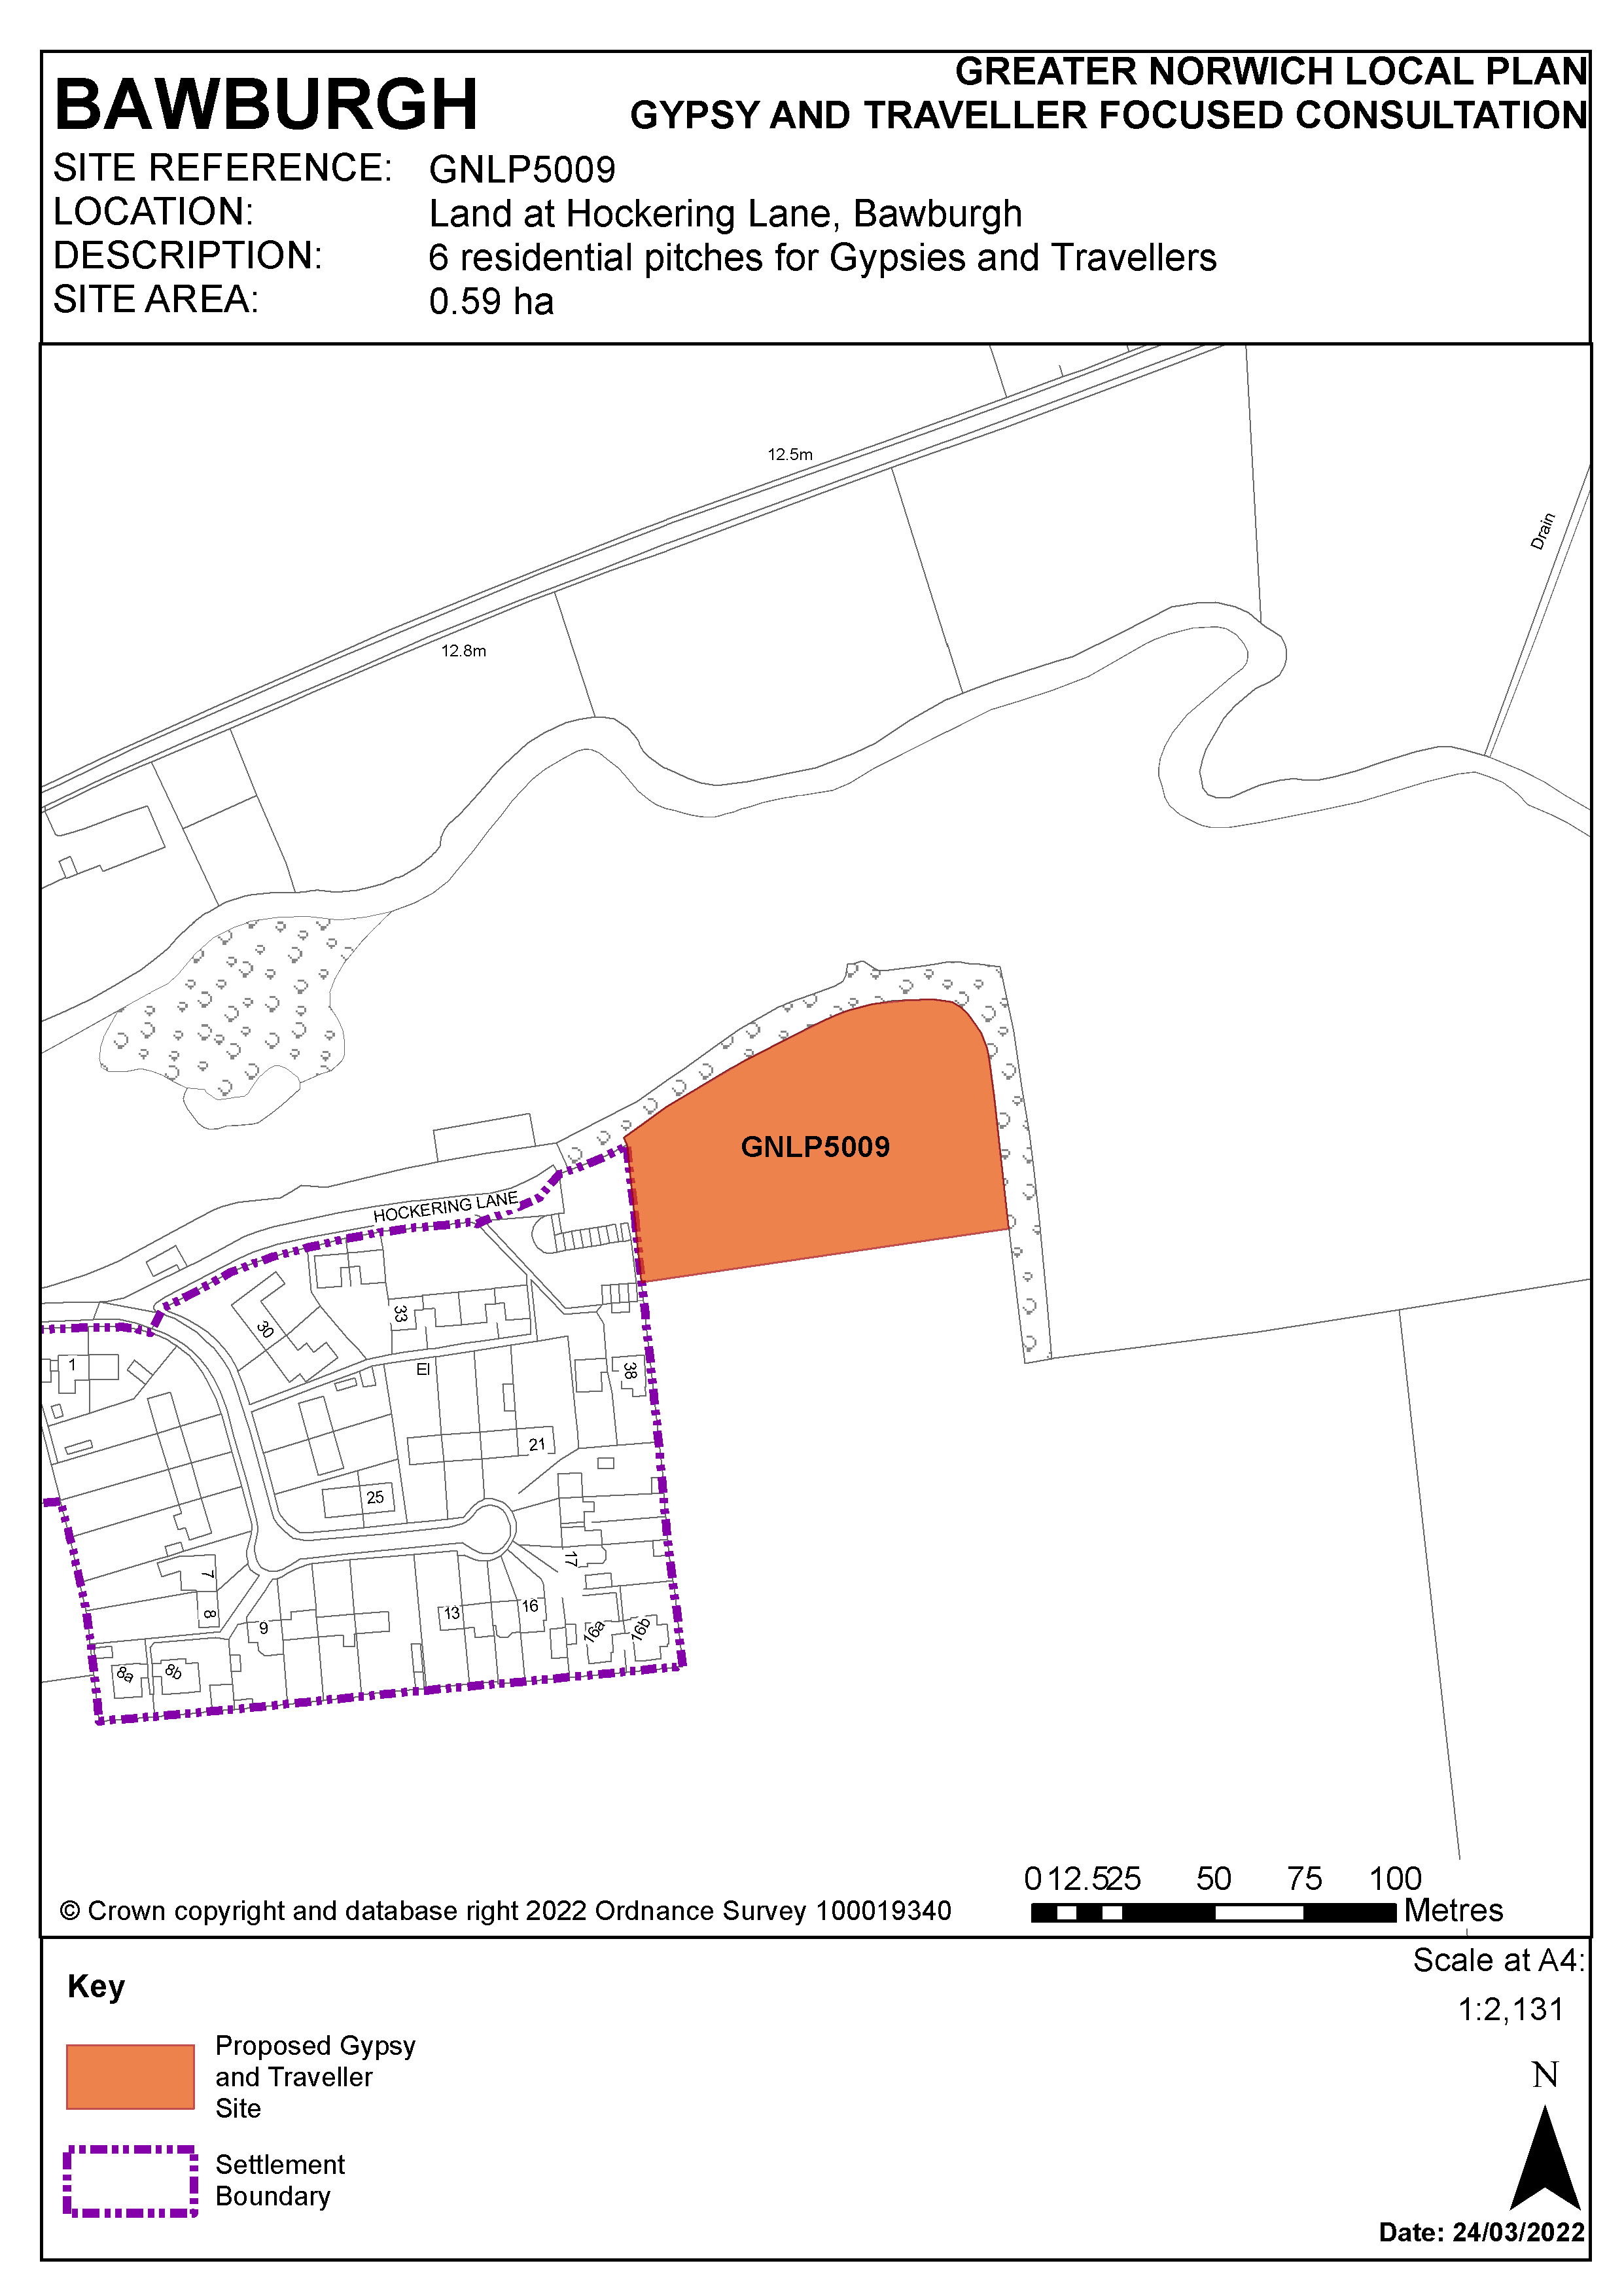 BAWBURGH
GREATER NORWICH LOCAL PLAN
GYPSY AND TRAVELLER FOCUSED CONSULTATION
SITE REFERENCE: GNLP5009
LOCATION: Land at Hockering Lane, Bawburgh
DESCRIPTION: 6 residential pitches for Gypsies and Travellers
SITE AREA: 0.59 ha
12.5m
Drain
12.8m
GNLP5009
HOCKERING LANE
33
30
1
El
38
21
25
17
7
8
16
13
9
16a
16b
8a
8b
0 12.5 25 50 75 100
Metres
© Crown copyright and database right 2022 Ordnance Survey 100019340
Key
Proposed Gypsy
and Traveller
Site
Settlement
Boundary
Scale at A4:
1:2,131
N
Date: 24/03/2022